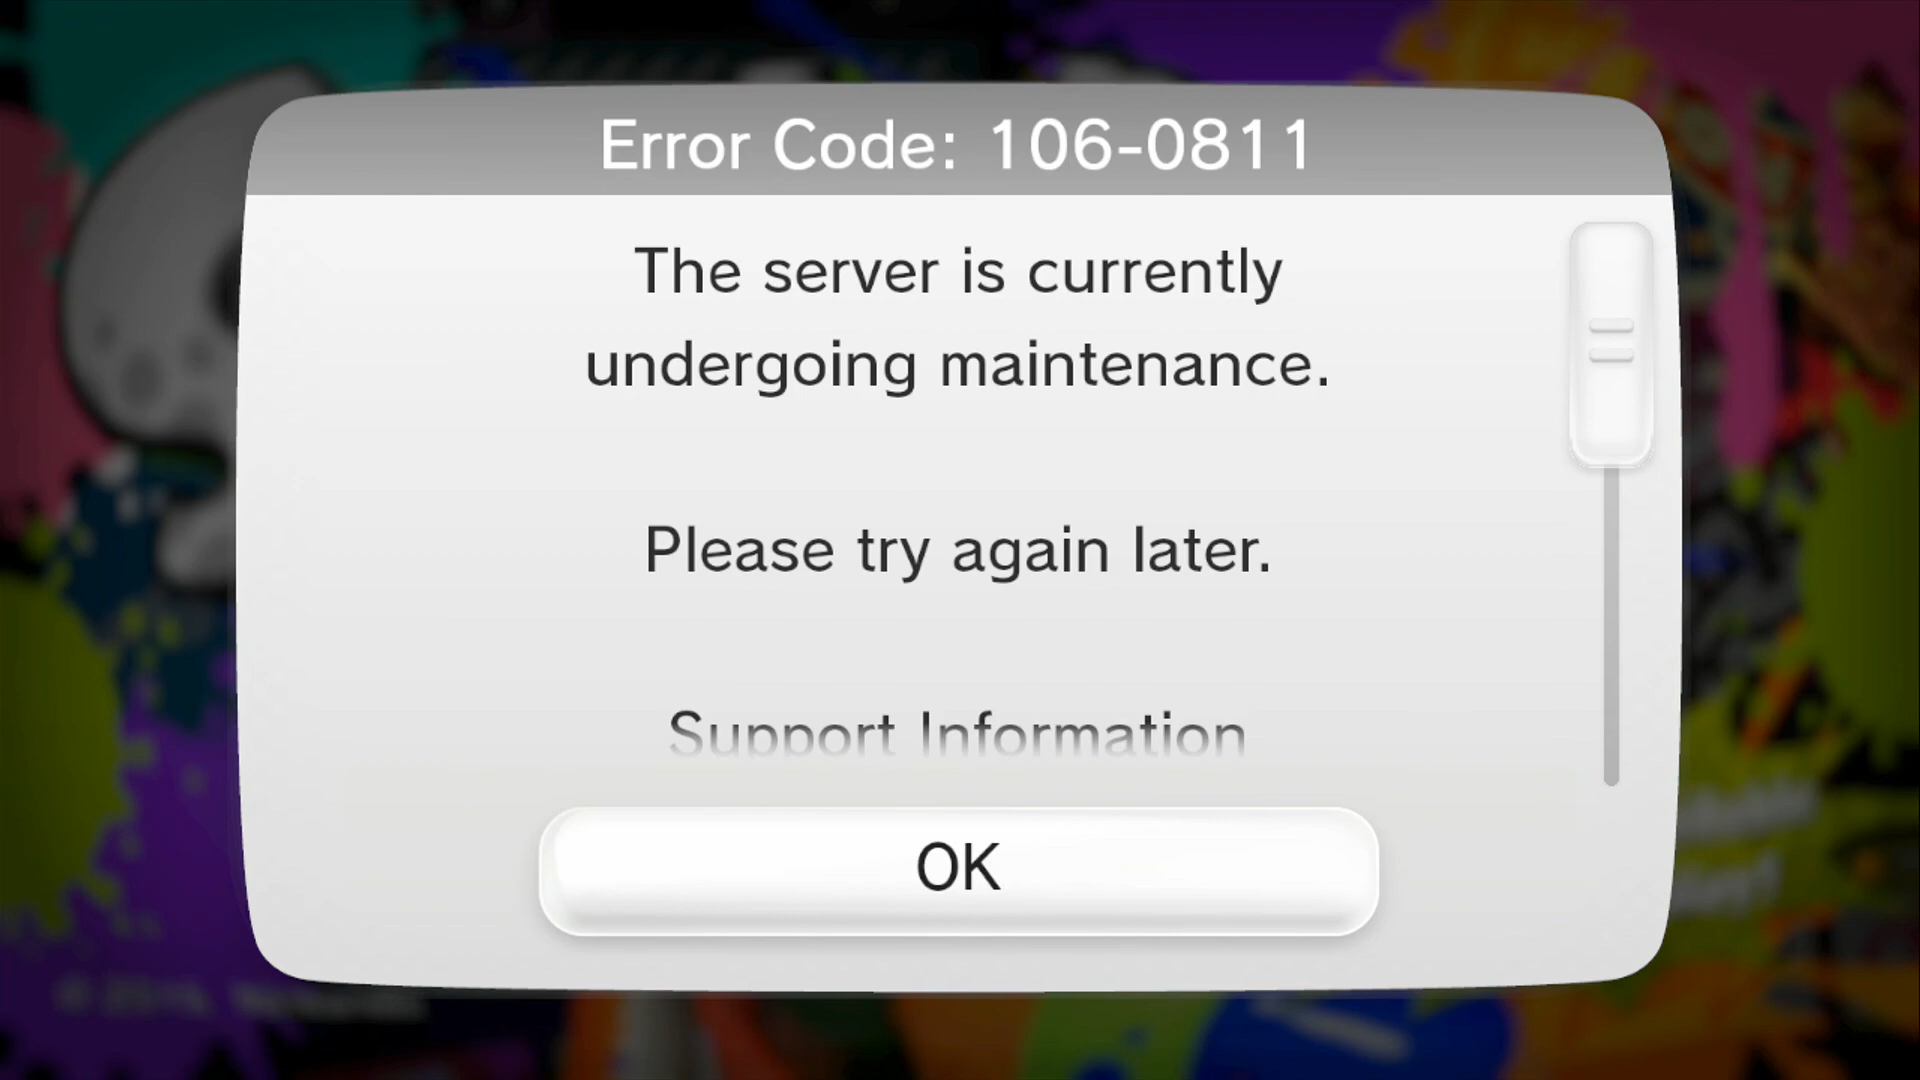 Error Code: 106-0811
The server is currently
undergoing maintenance.
Please try again later.
Support Information
OK